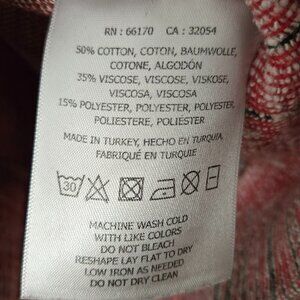 RN : 66170 CA : 32054
50% COTTON, COTON, BAUMWOLLE,
COTONE, ALGODÓN
35% VISCOSE, VISCOSE, VISKOSE,
VISCOSA, VISCOSA
15% POLYESTER, POLYESTER, POLYESTER,
POLIESTERE, POLIESTER
MADE IN TURKEY, HECHO EN TURQUÍA,
FABRIQUÉ EN TURQUIE
30
MACHINE WASH COLD
WITH LIKE COLORS
DO NOT BLEACH
RESHAPE LAY FLAT TO DRY
LOW IRON AS NEEDED
DO NOT DRY CLEAN